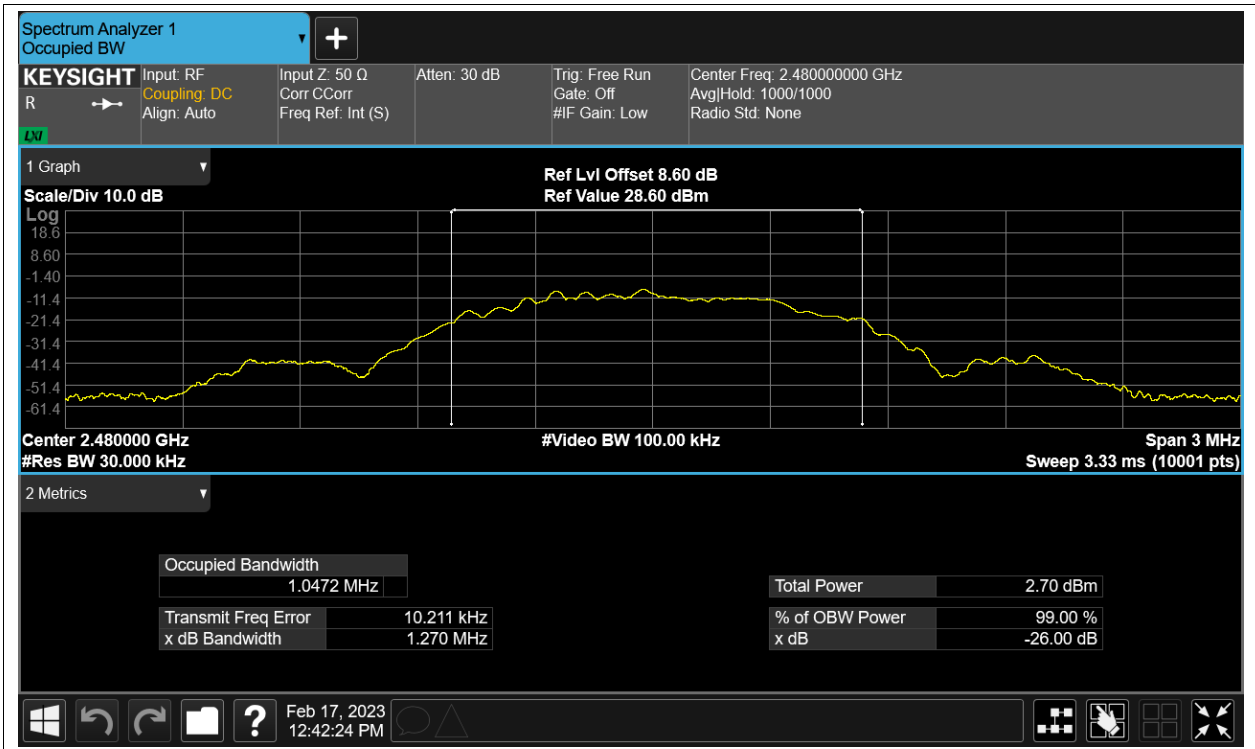 Spectrum Analyzer 1
Occupied BW
KEYSIGHT
R
LXI
Input: RF
Coupling: DC
Align: Auto
Input Z: 50 Ω
Corr CCorr
Freq Ref: Int (S)
Atten: 30 dB
Trig: Free Run
Gate: Off
#IF Gain: Low
Center Freq: 2.480000000 GHz
Avg|Hold: 1000/1000
Radio Std: None
1 Graph
Scale/Div 10.0 dB
Ref Lvl Offset 8.60 dB
Ref Value 28.60 dBm
Log
18.6
8.60
-1.40
-11.4
-21.4
-31.4
-41.4
-51.4
-61.4
Center 2.480000 GHz
#Video BW 100.00 kHz
Span 3 MHz
#Res BW 30.000 kHz
Sweep 3.33 ms (10001 pts)
2 Metrics
Occupied Bandwidth
1.0472 MHz
Transmit Freq Error 10.211 kHz
x dB Bandwidth 1.270 MHz
Total Power 2.70 dBm
% of OBW Power 99.00 %
x dB -26.00 dB
?
Feb 17, 2023
12:42:24 PM